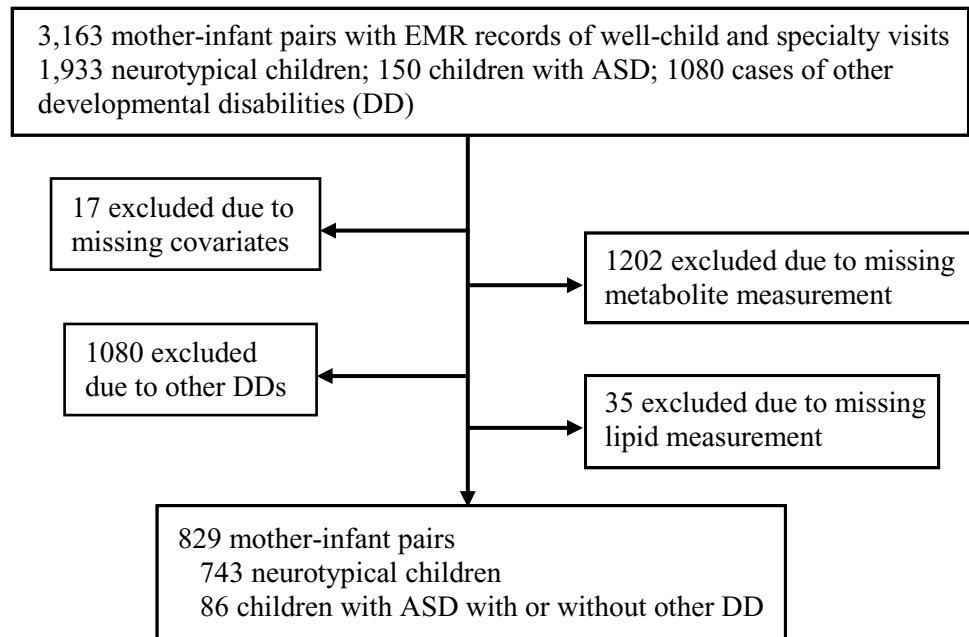 3,163 mother-infant pairs with EMR records of well-child and specialty visits
1,933 neurotypical children; 150 children with ASD; 1080 cases of other
developmental disabilities (DD)
17 excluded due to
missing covariates
1202 excluded due to missing
metabolite measurement
1080 excluded
due to other DDs
35 excluded due to missing
lipid measurement
829 mother-infant pairs
743 neurotypical children
86 children with ASD with or without other DD